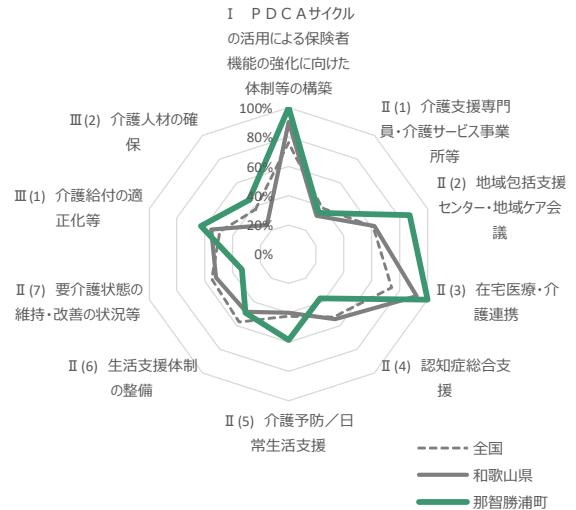 Ⅰ　ＰＤＣＡサイクル
の活用による保険者
機能の強化に向けた
体制等の構築
Ⅱ(1)　介護支援専門
員・介護サービス事業
所等
Ⅱ(2)　地域包括支援
センター・地域ケア会
議
Ⅱ(3)　在宅医療・介
護連携
Ⅱ(4)　認知症総合支
援
Ⅱ(5)　介護予防／日
常生活支援
Ⅱ(6)　生活支援体制
の整備
Ⅱ(7)　要介護状態の
維持・改善の状況等
Ⅲ(1)　介護給付の適
正化等
Ⅲ(2)　介護人材の確
保
100%
80%
60%
40%
20%
0%
全国
和歌山県
那智勝浦町